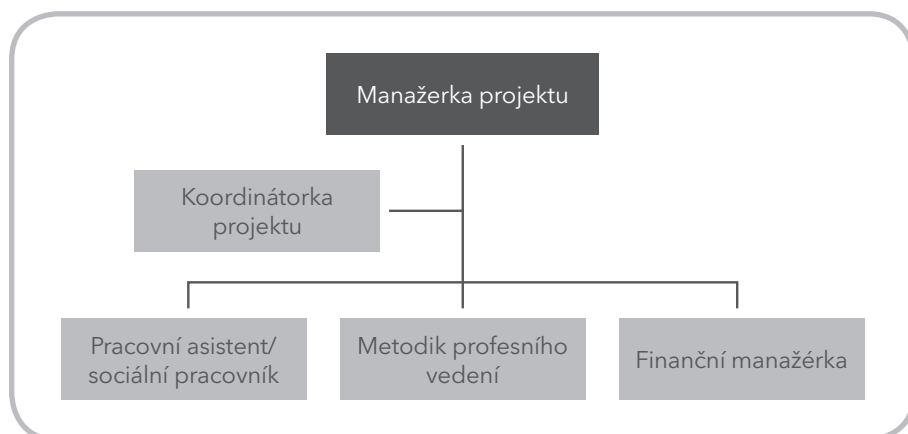 Manažerka projektu
Koordinátorka
projektu
Pracovní asistent/
sociální pracovník
Metodik profesního
vedení
Finanční manažérka